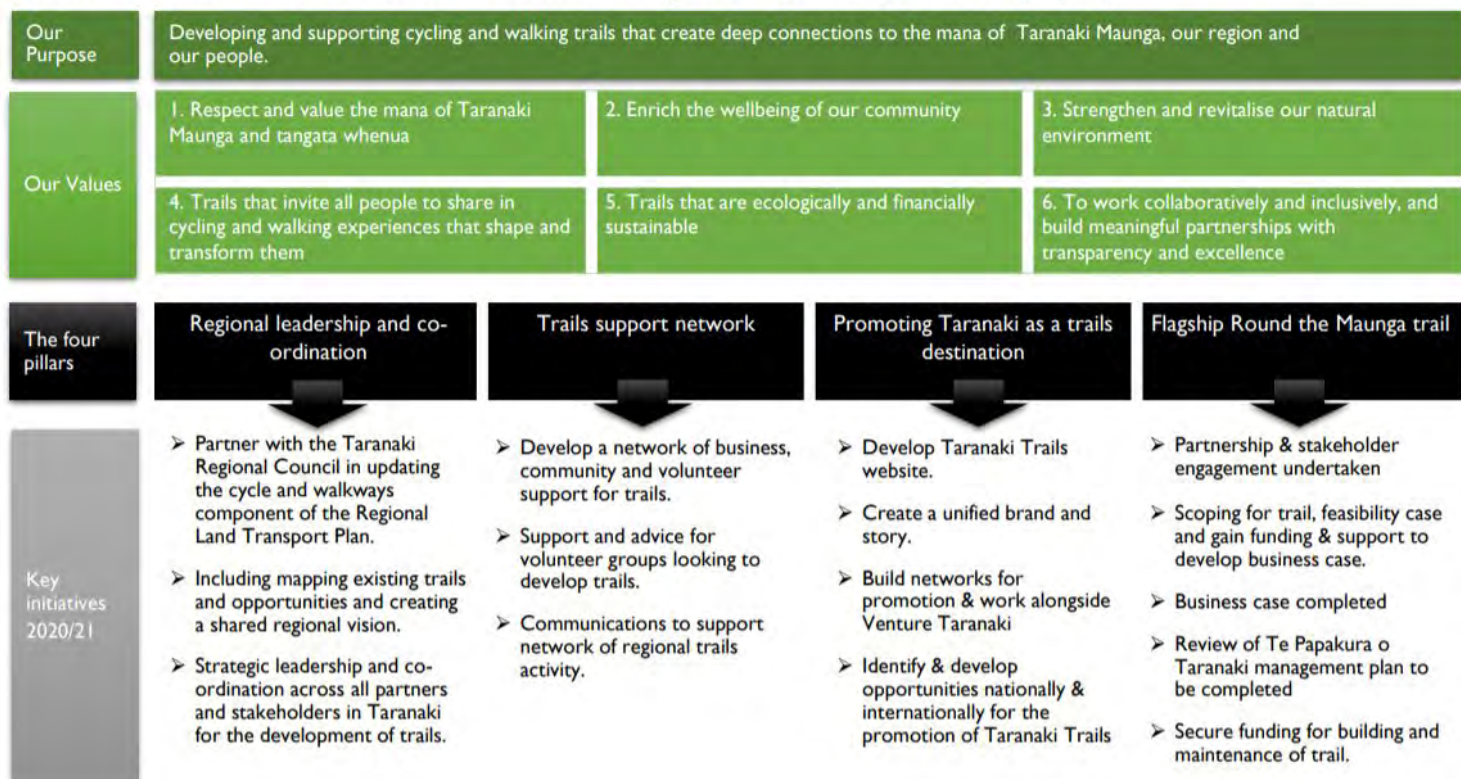 Our
Purpose
Developing and supporting cycling and walking trails that create deep connections to the mana of Taranaki Maunga, our region and
our people.
Our Values
1. Respect and value the mana of Taranaki
Maunga and tangata whenua
2. Enrich the wellbeing of our community
3. Strengthen and revitalise our natural
environment
4. Trails that invite all people to share in
cycling and walking experiences that shape and
transform them
5. Trails that are ecologically and financially
sustainable
6. To work collaboratively and inclusively, and
build meaningful partnerships with
transparency and excellence
The four
pillars
Regional leadership and co-
ordination
Trails support network
Promoting Taranaki as a trails
destination
Flagship Round the Maunga trail
Key
initiatives
2020/21
➢ Partner with the Taranaki
Regional Council in updating
the cycle and walkways
component of the Regional
Land Transport Plan.
➢ Including mapping existing trails
and opportunities and creating
a shared regional vision.
➢ Strategic leadership and co-
ordination across all partners
and stakeholders in Taranaki
for the development of trails.
➢ Develop a network of business,
community and volunteer
support for trails.
➢ Support and advice for
volunteer groups looking to
develop trails.
➢ Communications to support
network of regional trails
activity.
➢ Develop Taranaki Trails
website.
➢ Create a unified brand and
story.
➢ Build networks for
promotion & work alongside
Venture Taranaki
➢ Identify & develop
opportunities nationally &
internationally for the
promotion of Taranaki Trails
➢ Partnership & stakeholder
engagement undertaken
➢ Scoping for trail, feasibility case
and gain funding & support to
develop business case.
➢ Business case completed
➢ Review of Te Papakura o
Taranaki management plan to
be completed
➢ Secure funding for building and
maintenance of trail.